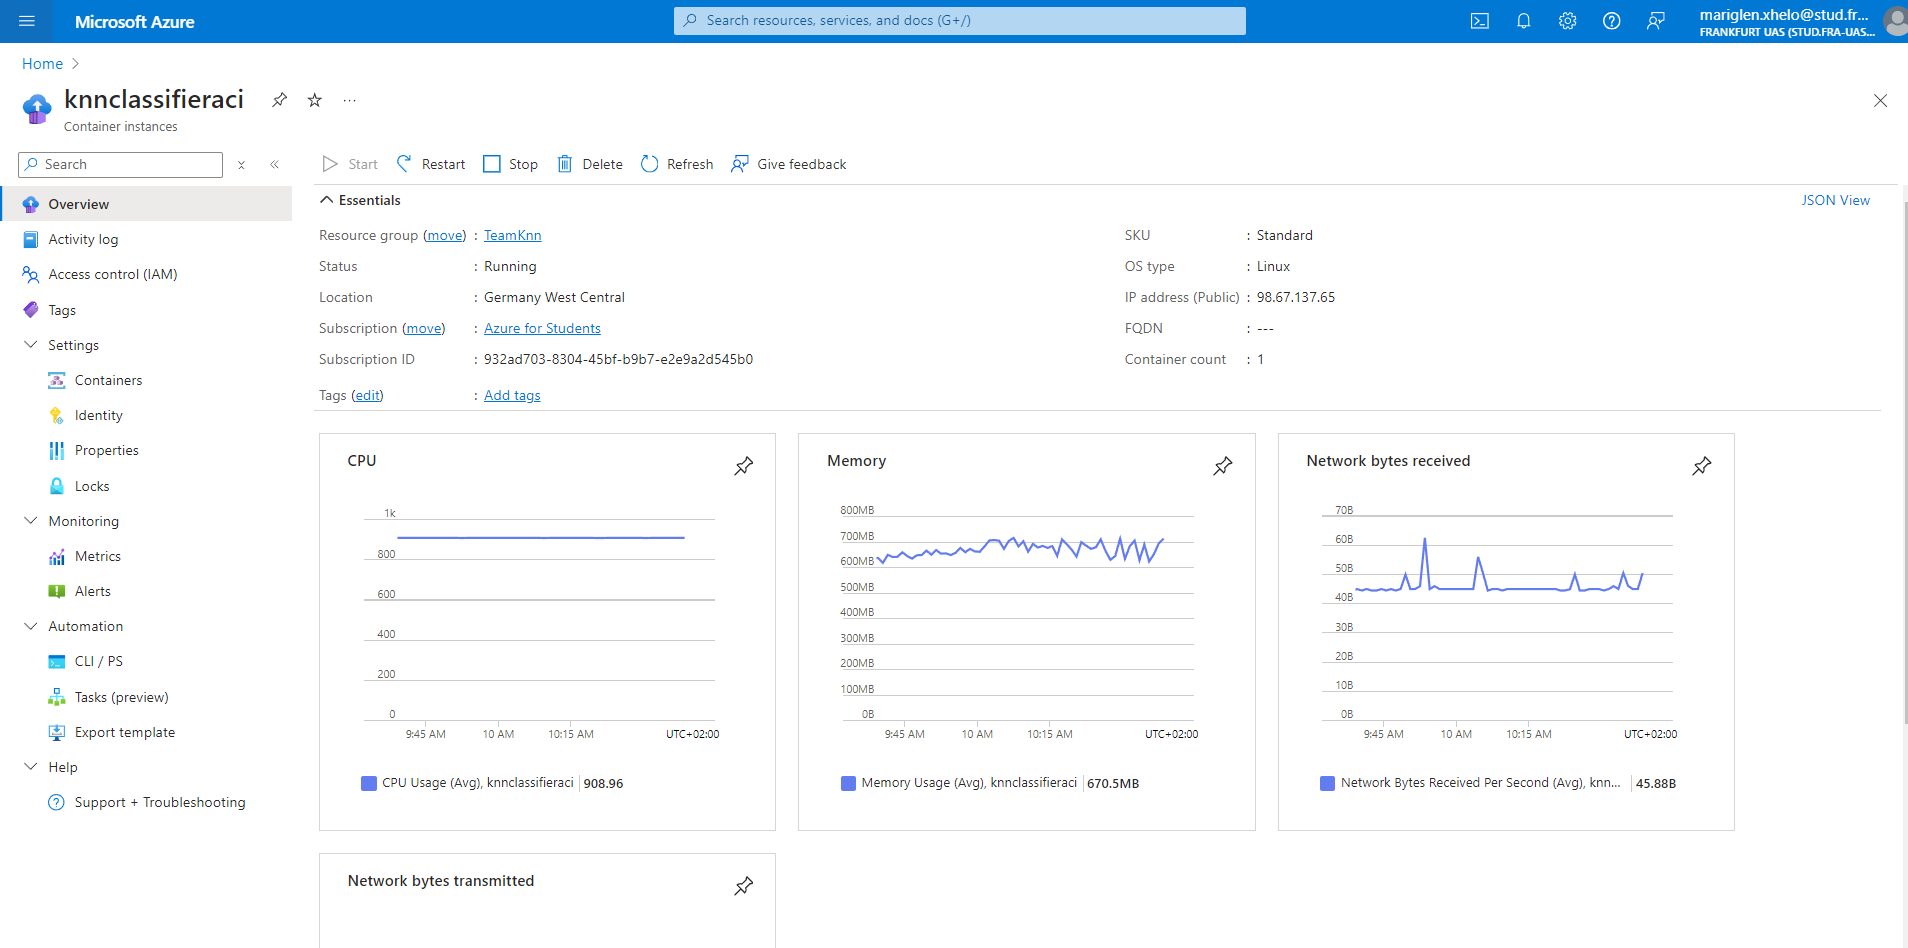 Microsoft Azure
Search resources, services, and docs (G+/)
mariglen.xhelo@stud.fr...
FRANKFURT UAS (STUD.FRA-UAS...
Home
knnclassifieraci
...
Container instances
Search
Start
Restart
Stop
Delete
Refresh
Give feedback
Overview
Activity log
Access control (IAM)
Tags
Settings
Containers
Identity
Properties
Locks
Monitoring
Metrics
Alerts
Automation
CLI / PS
Tasks (preview)
Export template
Help
Support + Troubleshooting
Essentials
JSON View
Resource group (move) : TeamKnn
Status : Running
Location : Germany West Central
Subscription (move) : Azure for Students
Subscription ID : 932ad703-8304-45bf-b9b7-e2e9a2d545b0
Tags (edit) : Add tags
SKU : Standard
OS type : Linux
IP address (Public) : 98.67.137.65
FQDN : ---
Container count : 1
CPU
1k
800
600
400
200
0
9:45 AM 10 AM 10:15 AM UTC+02:00
CPU Usage (Avg), knnclassifieraci 908.96
Memory
800MB
700MB
600MB
500MB
400MB
300MB
200MB
100MB
0B
9:45 AM 10 AM 10:15 AM UTC+02:00
Memory Usage (Avg), knnclassifieraci 670.5MB
Network bytes received
70B
60B
50B
40B
30B
20B
10B
0B
9:45 AM 10 AM 10:15 AM UTC+02:00
Network Bytes Received Per Second (Avg), knn... 45.88B
Network bytes transmitted